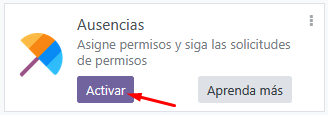 Ausencias
Asigne permisos y siga las solicitudes
de permisos
Activar
Aprenda más